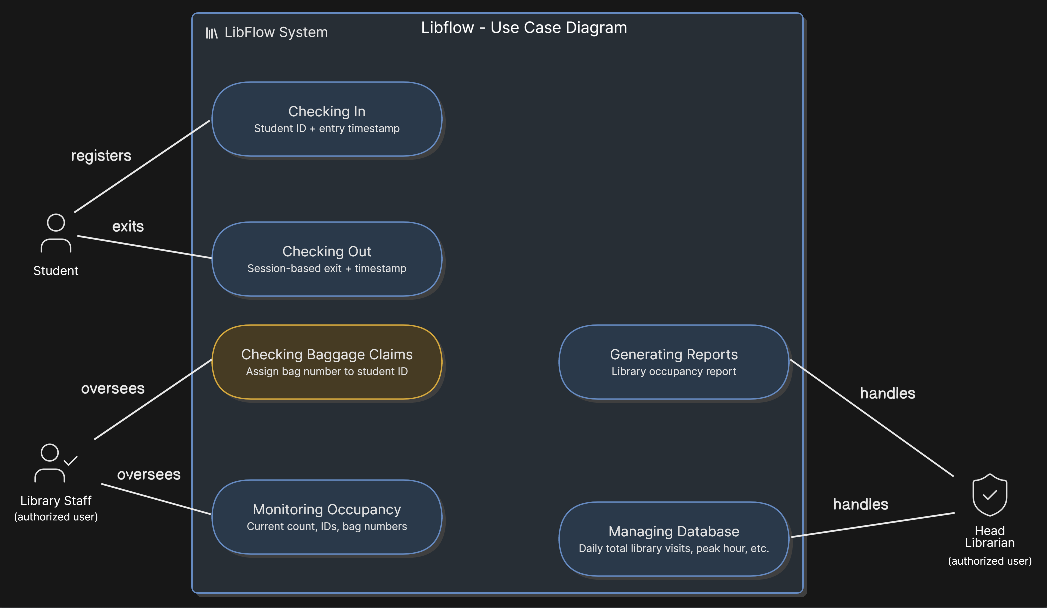 Libflow - Use Case Diagram
LibFlow System
Checking In
Student ID + entry timestamp
registers
exits
Student
Checking Out
Session-based exit + timestamp
Checking Baggage Claims
Assign bag number to student ID
Generating Reports
Library occupancy report
oversees
handles
oversees
Library Staff
(authorized user)
Monitoring Occupancy
Current count, IDs, bag numbers
handles
Managing Database
Daily total library visits, peak hour, etc.
Head
Librarian
(authorized user)